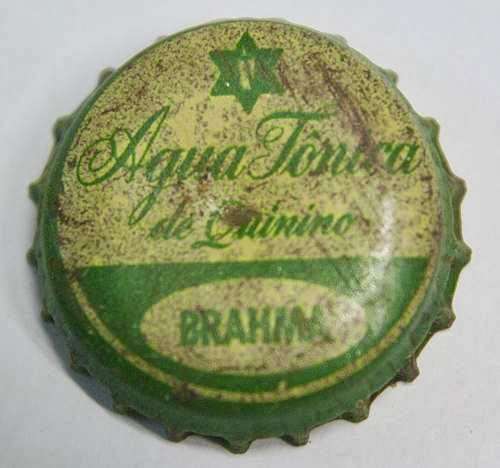 Agua Tônica
de Quinino
BRAHMA